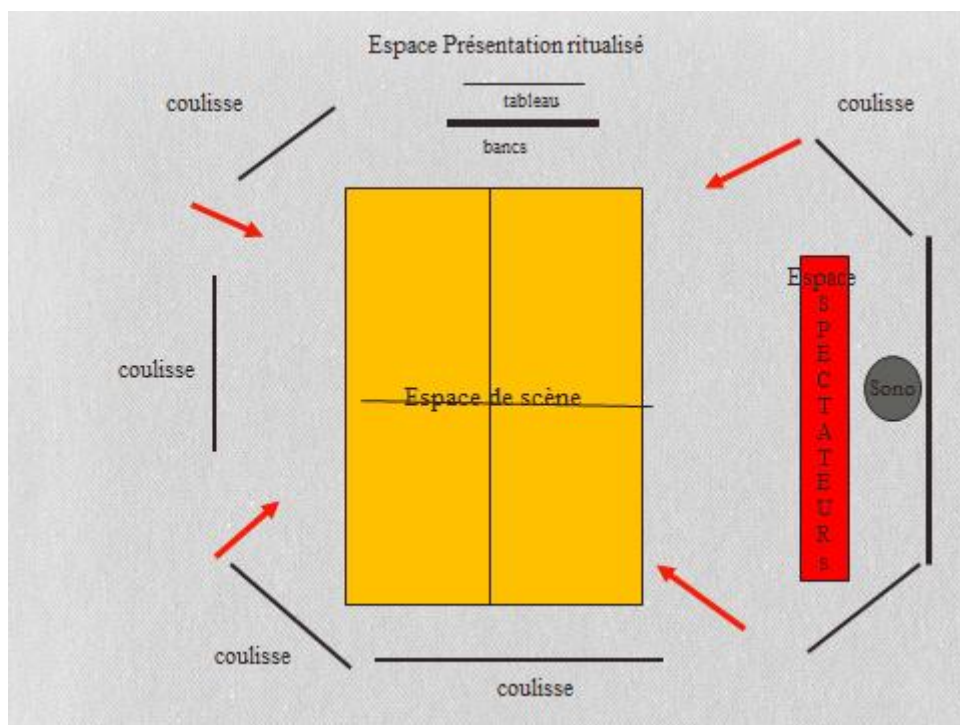 Espace Présentation ritualisé
coulisse
tableau
coulisse
bancs
Espace
S
P
E
C
T
A
T
E
U
R
s
coulisse
Sono
Espace de scène
coulisse
coulisse